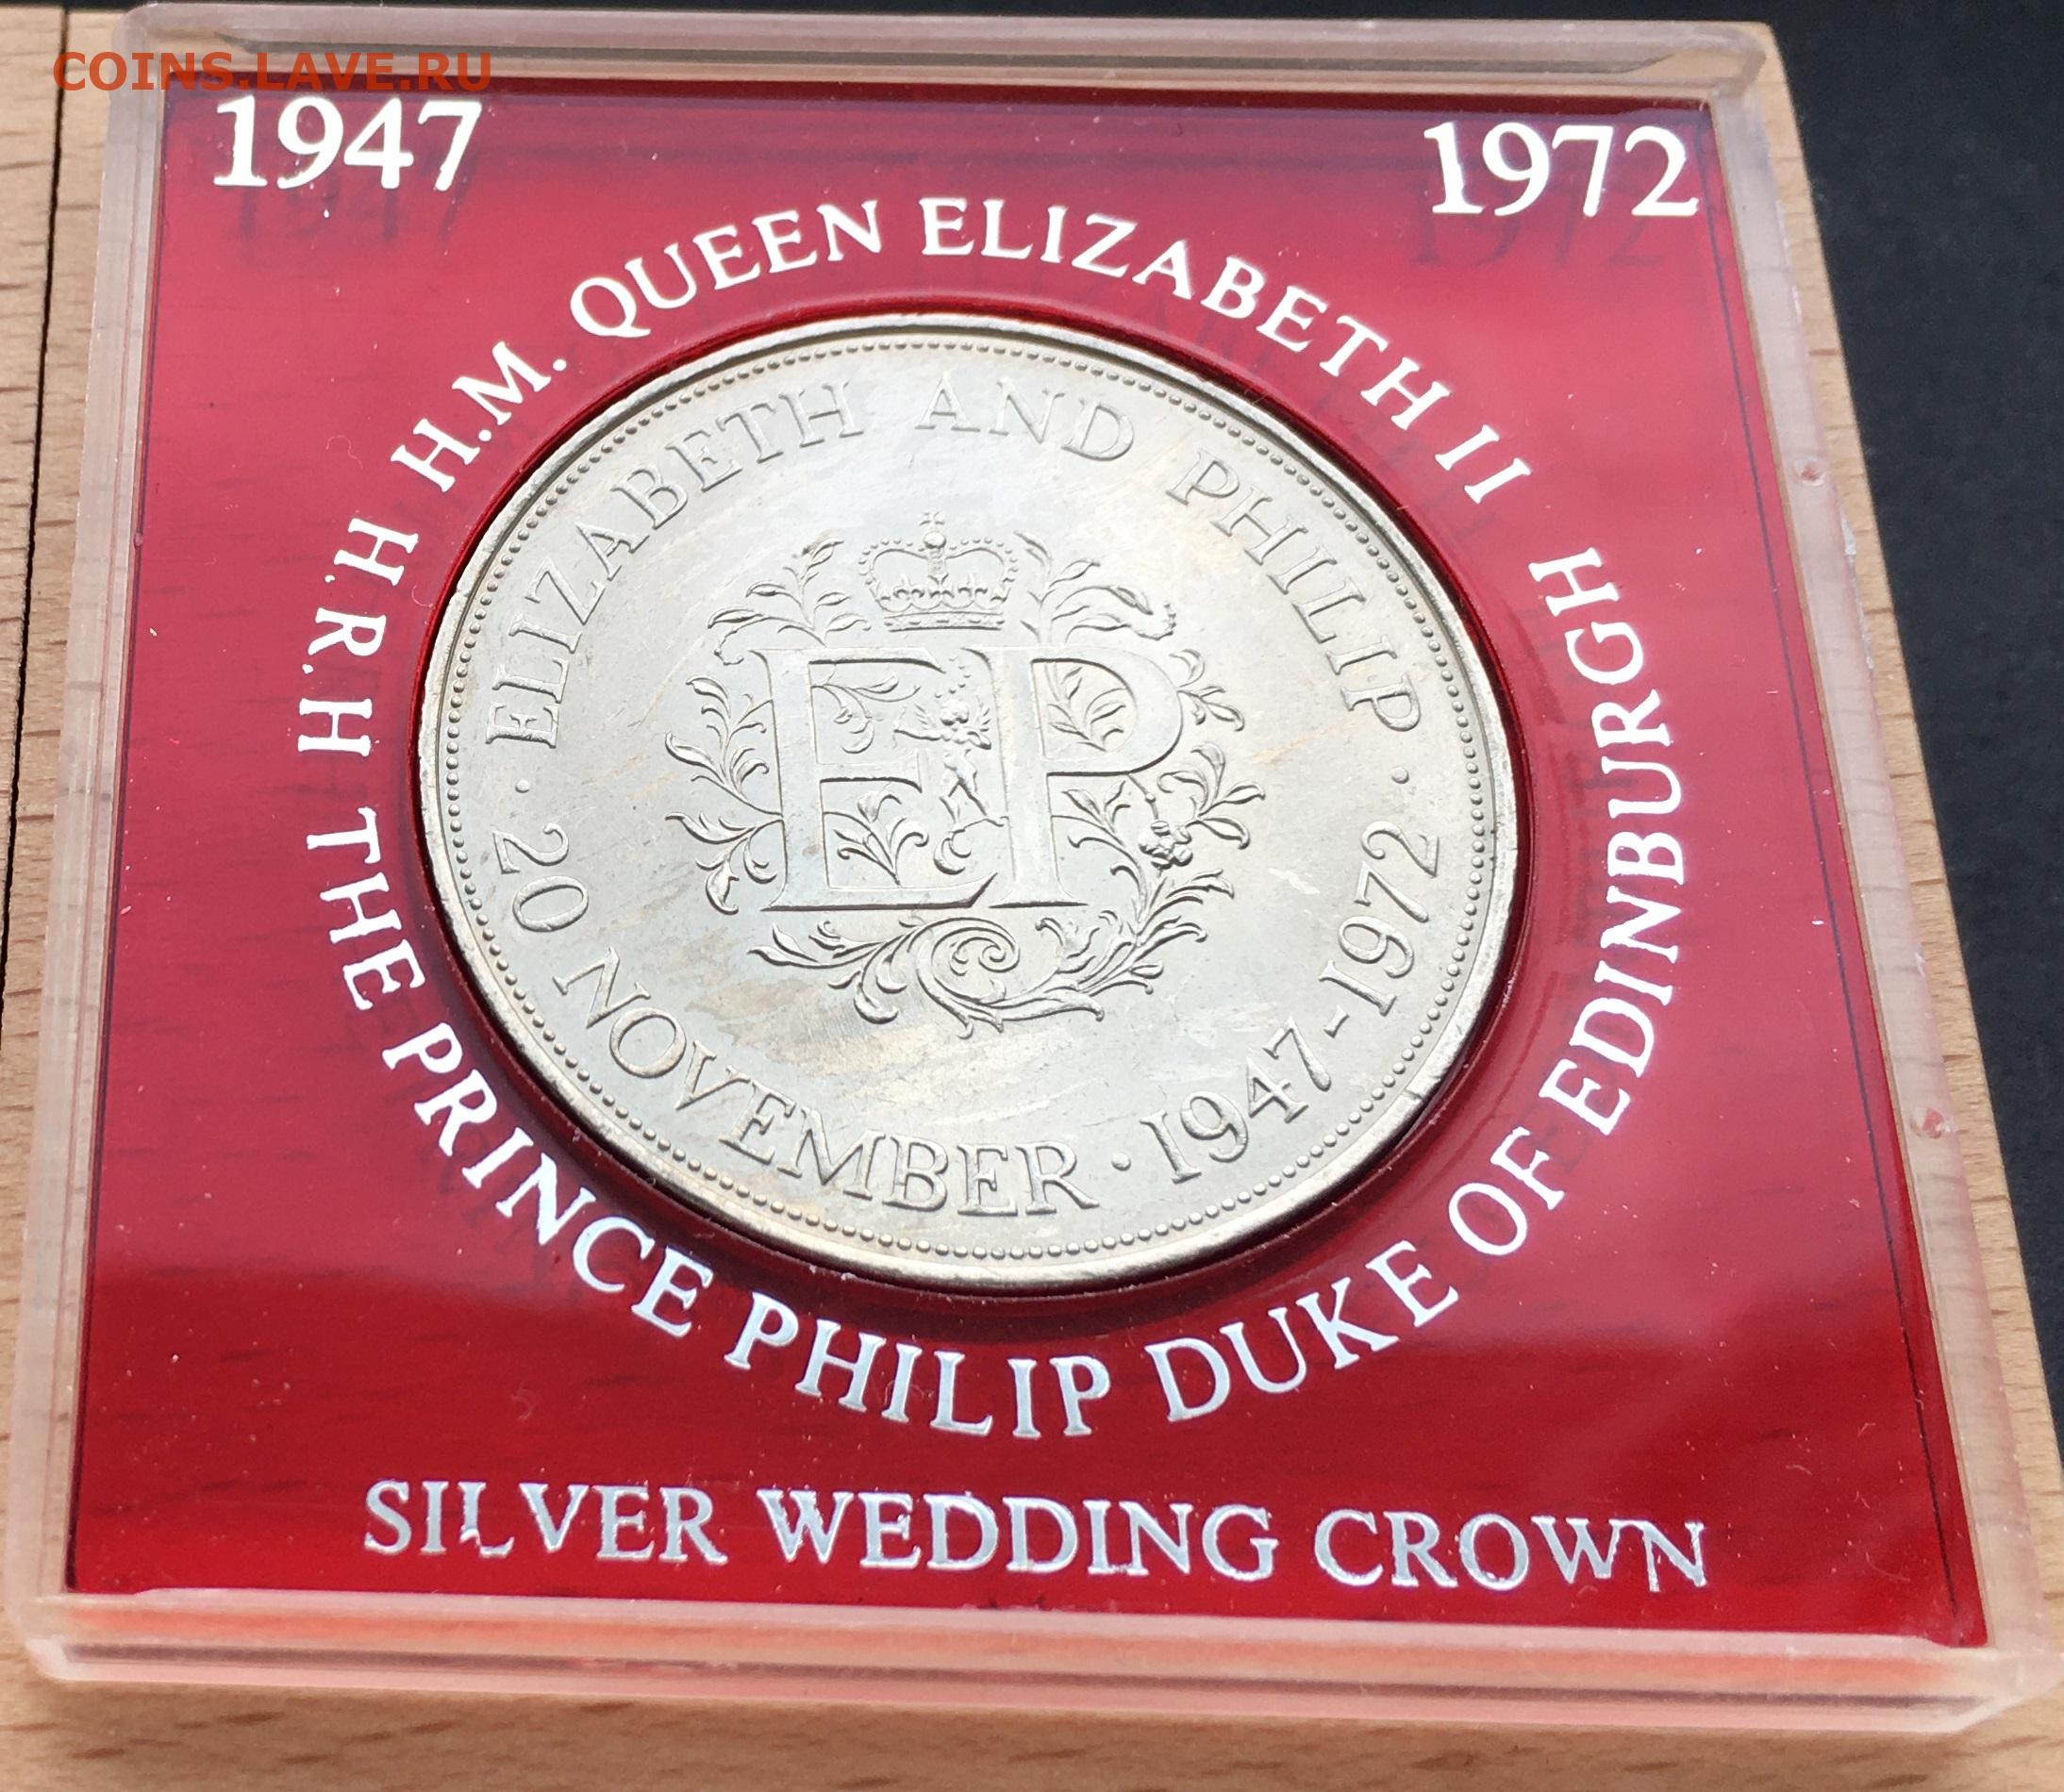 COINS.LAVE.RU
1947
1972
H.M. QUEEN ELIZABETH II
H.R.H THE PRINCE PHILIP DUKE OF EDINBURGH
· ELIZABETH AND PHILIP ·
20 NOVEMBER · 1947-1972
EP
SILVER WEDDING CROWN